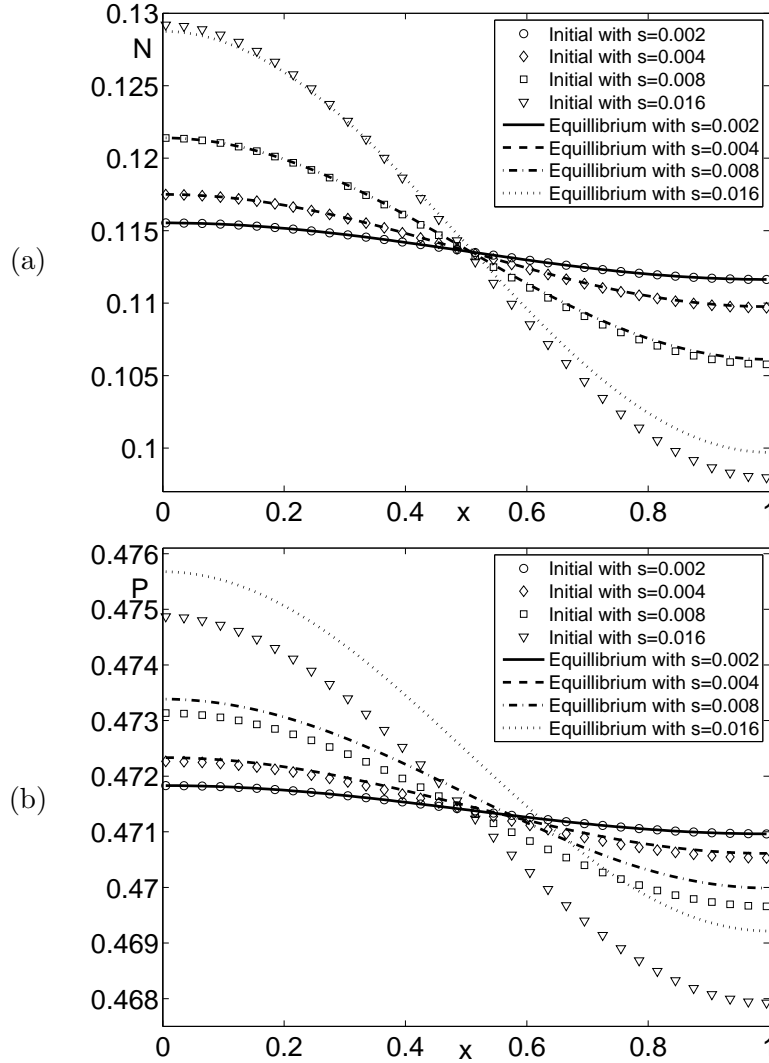 (a)
N
0.13
0.125
0.12
0.115
0.11
0.105
0.1
0 0.2 0.4 0.6 0.8 1
x
Initial with s=0.002
Initial with s=0.004
Initial with s=0.008
Initial with s=0.016
Equillibrium with s=0.002
Equillibrium with s=0.004
Equillibrium with s=0.008
Equillibrium with s=0.016
(b)
P
0.476
0.475
0.474
0.473
0.472
0.471
0.47
0.469
0.468
0 0.2 0.4 0.6 0.8 1
x
Initial with s=0.002
Initial with s=0.004
Initial with s=0.008
Initial with s=0.016
Equillibrium with s=0.002
Equillibrium with s=0.004
Equillibrium with s=0.008
Equillibrium with s=0.016